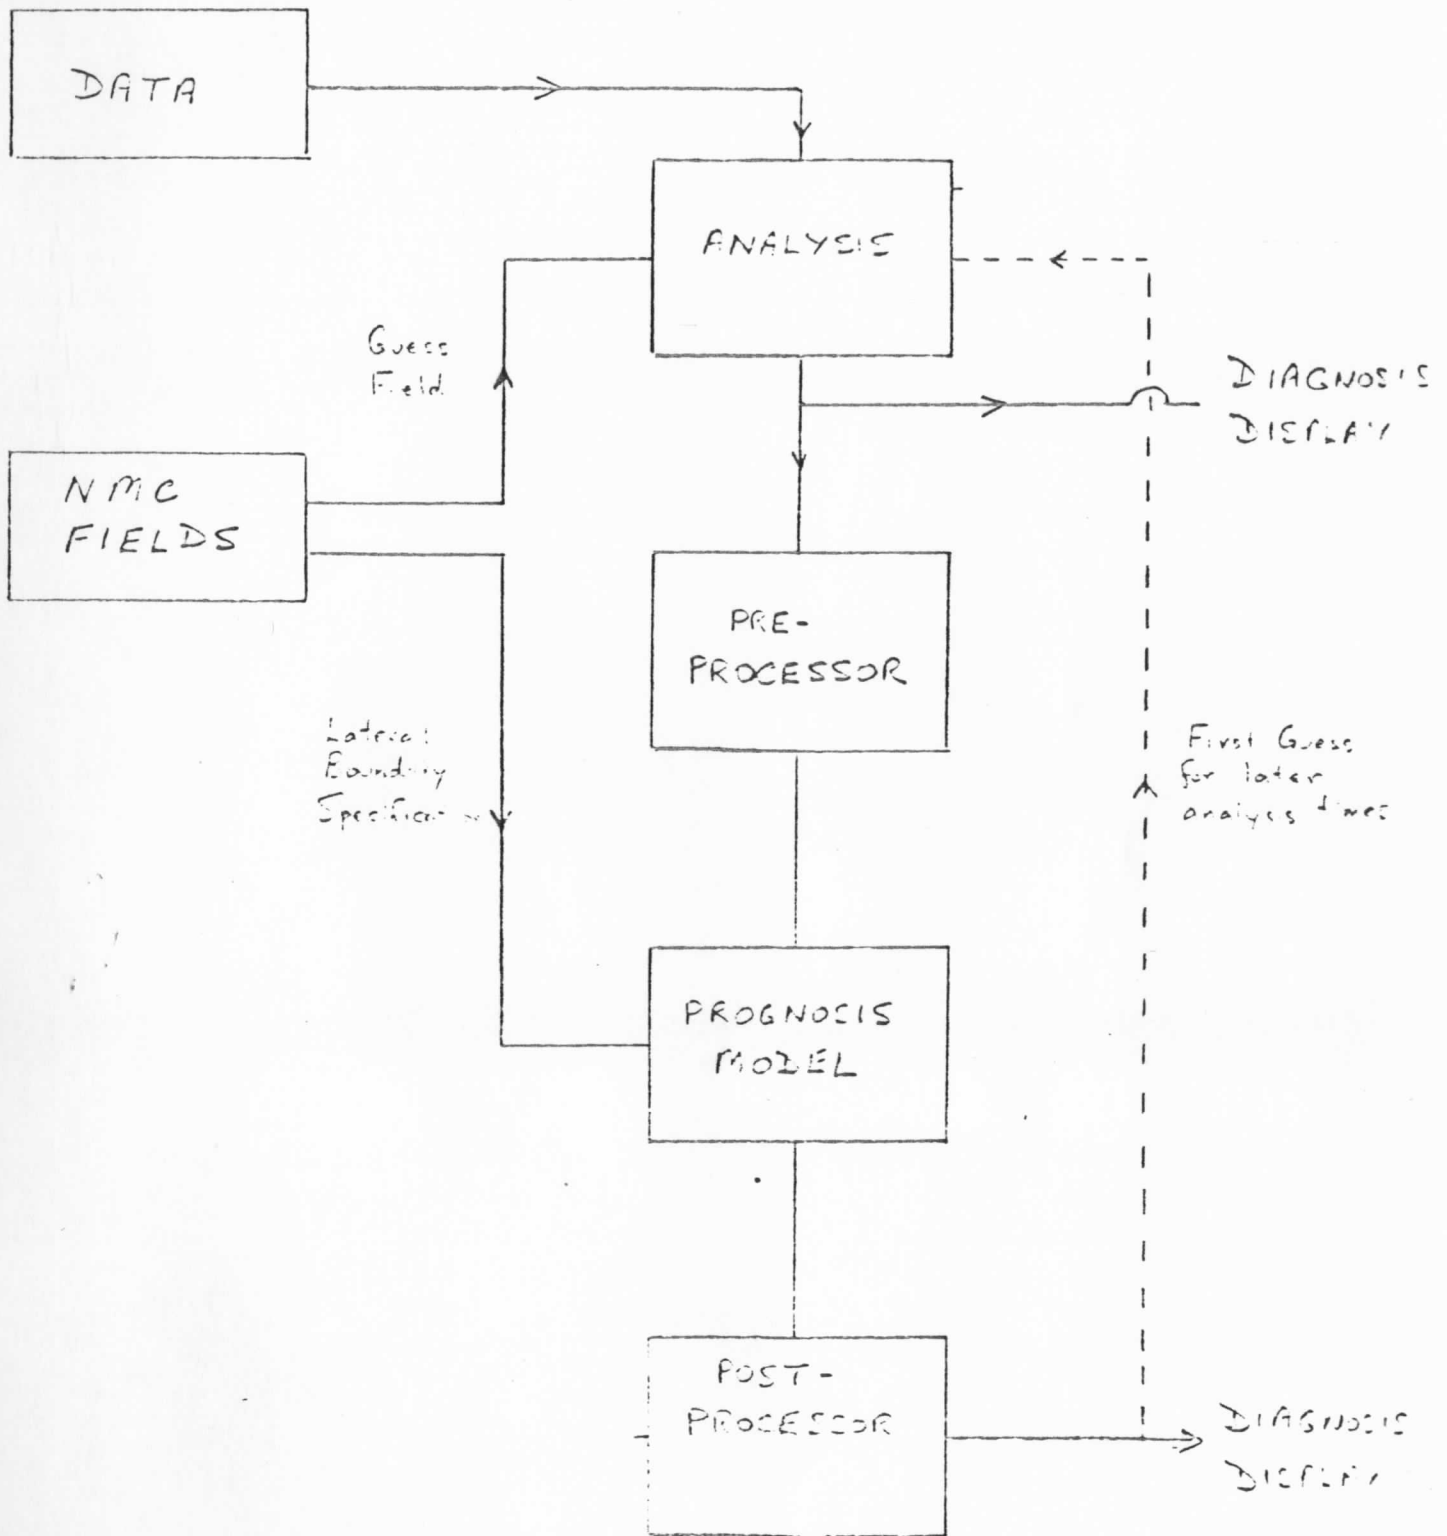 DATA
ANALYSIS
Guess
Field
DIAGNOSIS
DISPLAY
NMC
FIELDS
PRE-
PROCESSOR
Lateral
Boundry
First Guess
for later
analysis times
PROGNOSIS
MODEL
POST-
PROCESSOR
DIAGNOSIS
DISPLAY